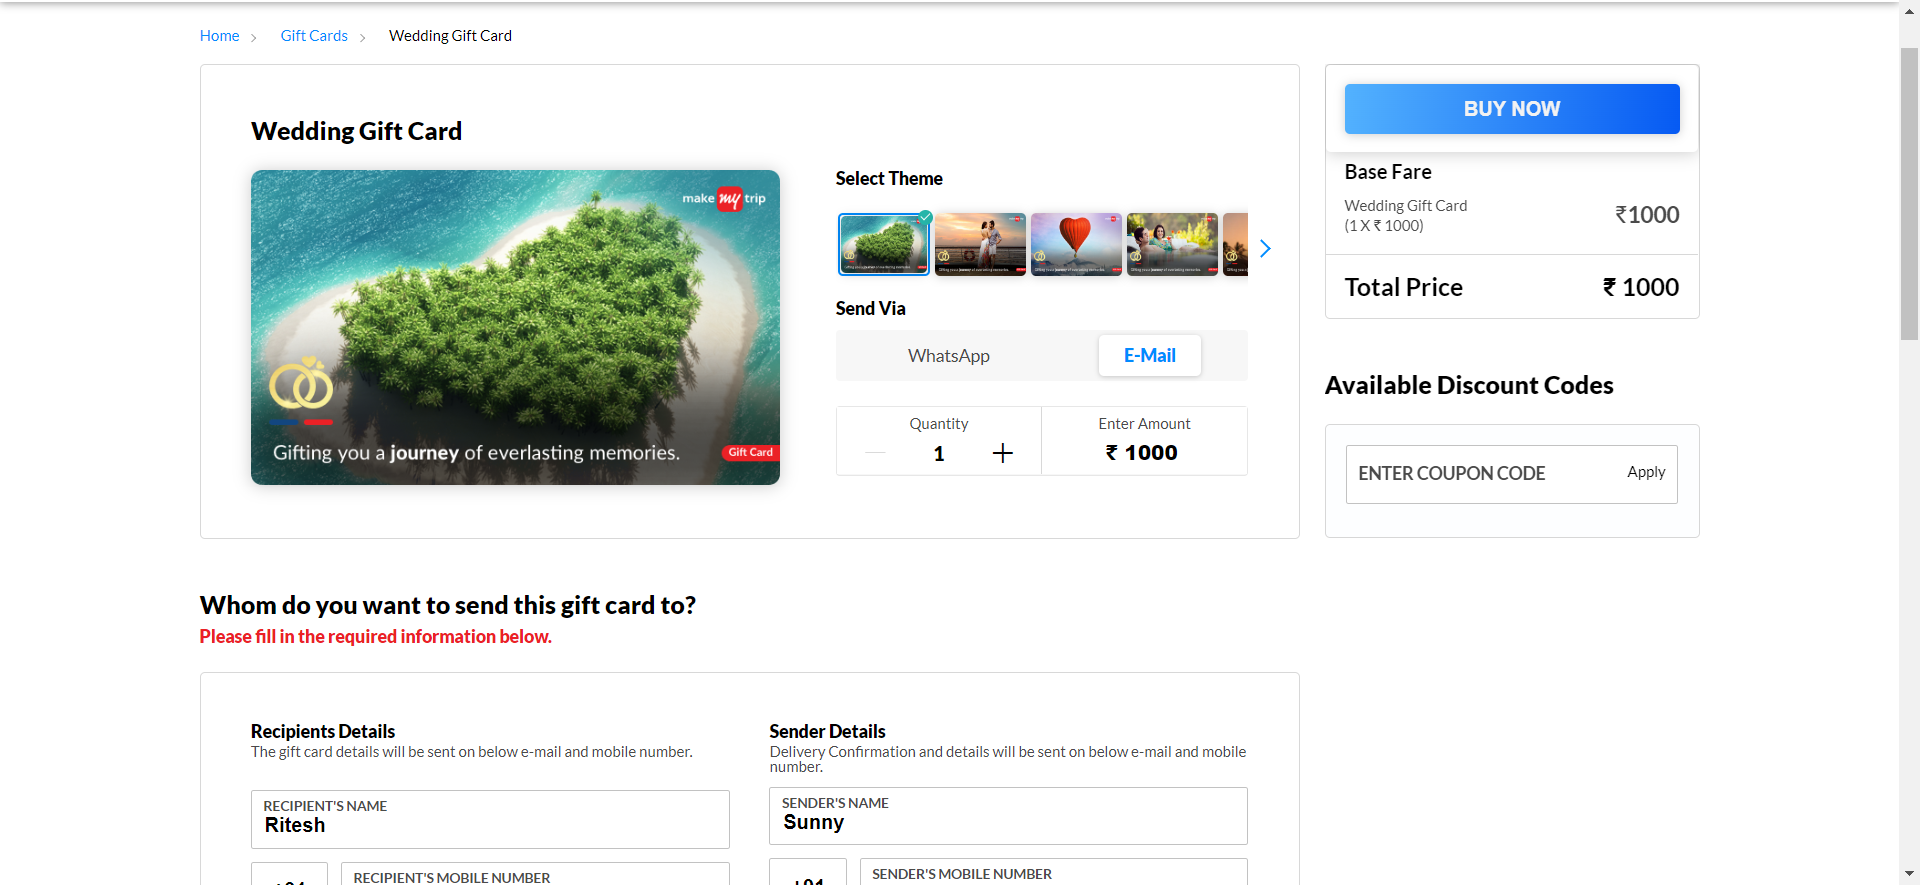 Home
Gift Cards
Wedding Gift Card
Wedding Gift Card
make my trip
Gifting you a journey of everlasting memories.
Gift Card
Select Theme
Send Via
WhatsApp
E-Mail
Quantity
1
Enter Amount
₹ 1000
BUY NOW
Base Fare
Wedding Gift Card
(1 X ₹ 1000)
₹1000
Total Price
₹ 1000
Available Discount Codes
ENTER COUPON CODE
Apply
Whom do you want to send this gift card to?
Please fill in the required information below.
Recipients Details
The gift card details will be sent on below e-mail and mobile number.
RECIPIENT'S NAME
Ritesh
RECIPIENT'S MOBILE NUMBER
Sender Details
Delivery Confirmation and details will be sent on below e-mail and mobile
number.
SENDER'S NAME
Sunny
+91
SENDER'S MOBILE NUMBER